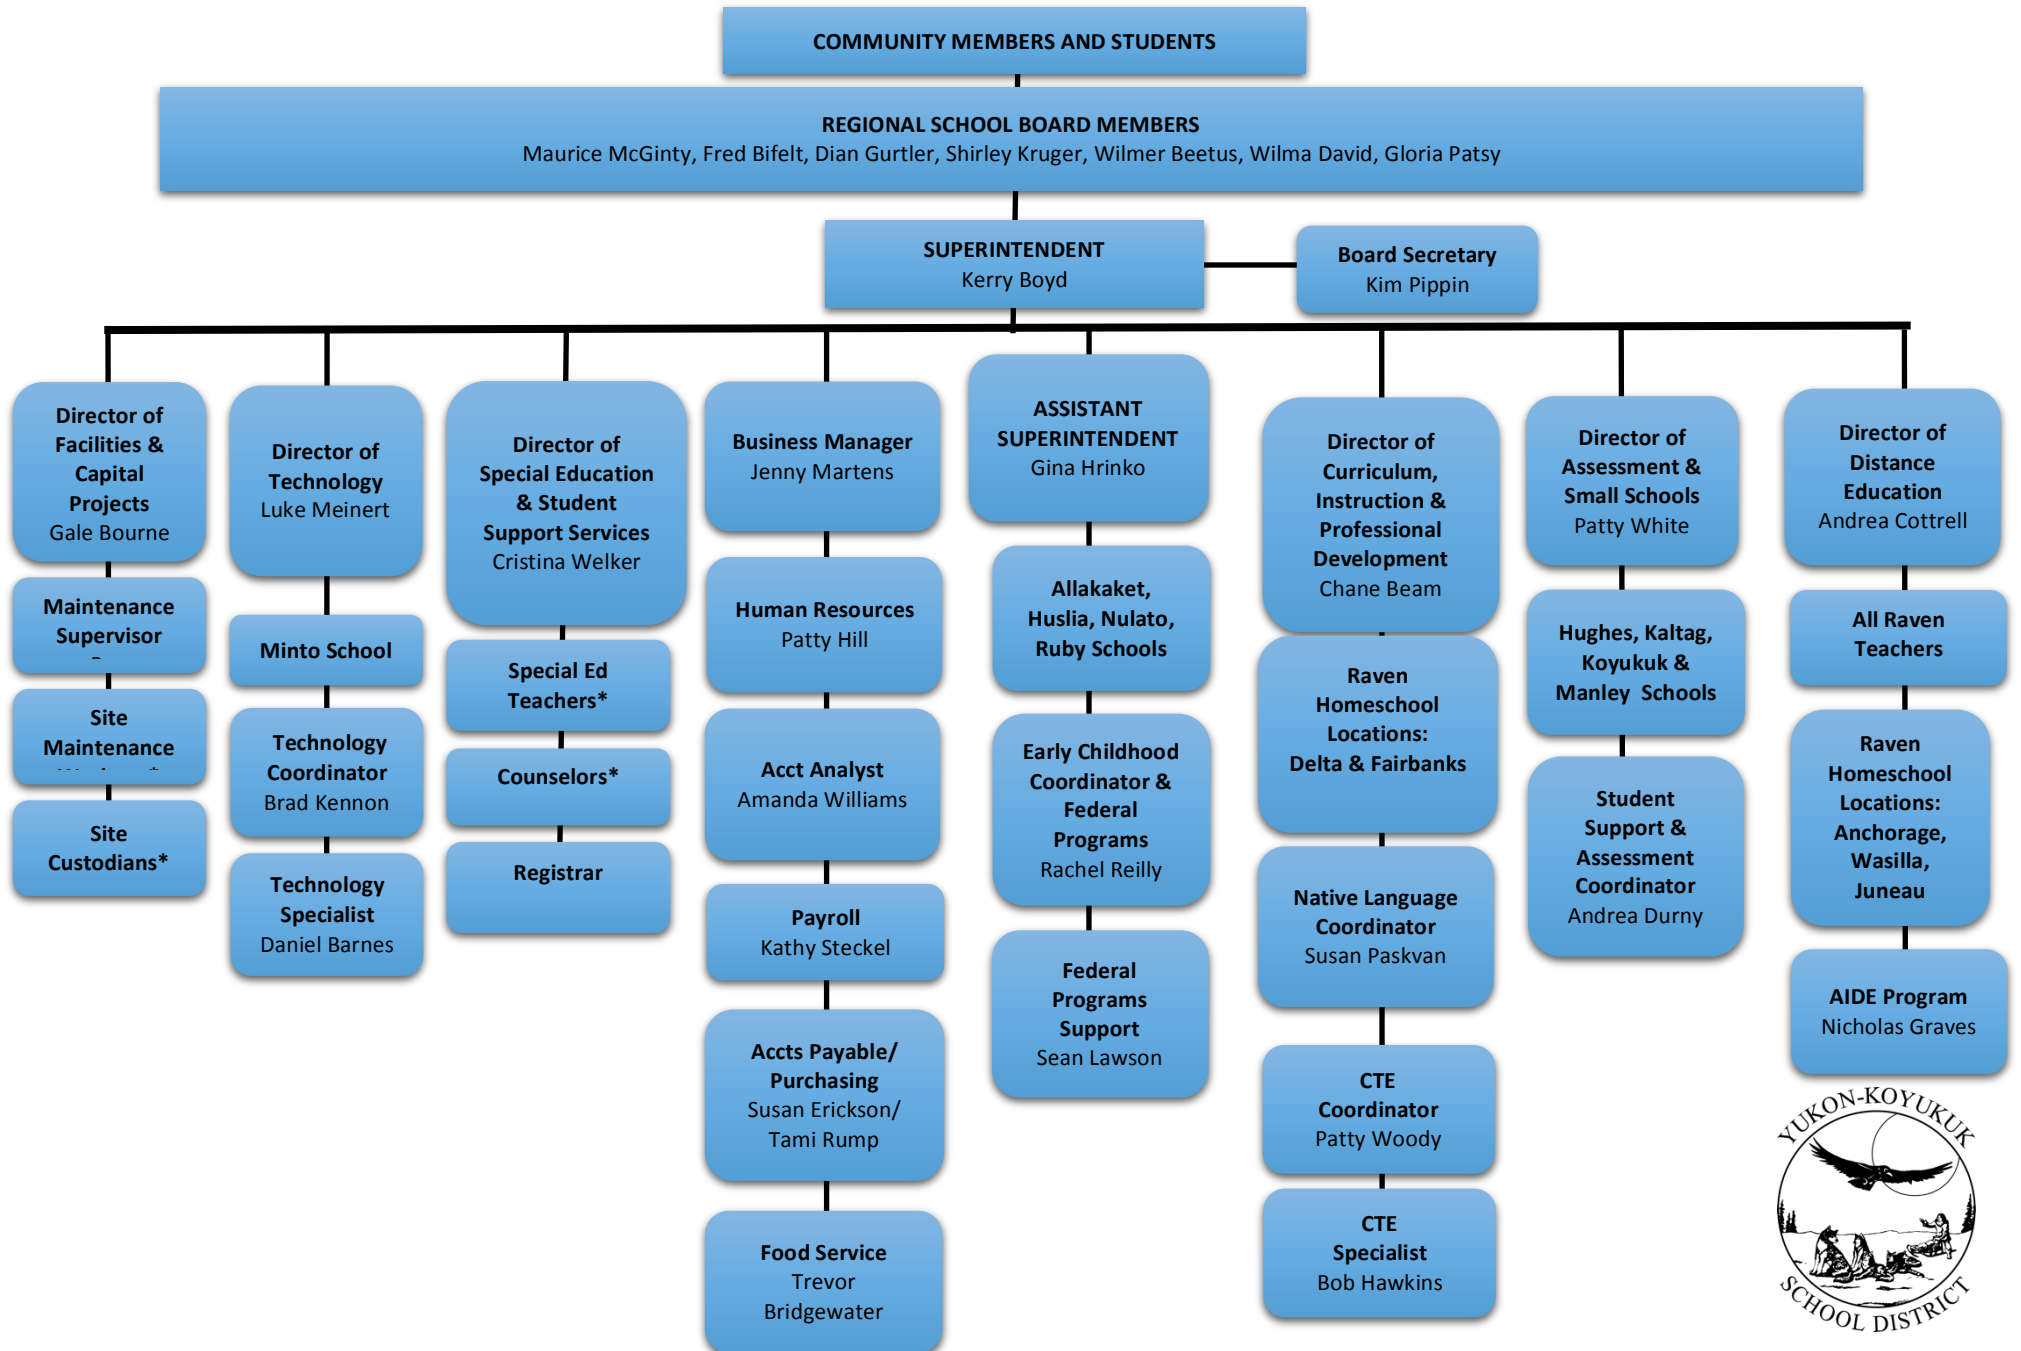 COMMUNITY MEMBERS AND STUDENTS
REGIONAL SCHOOL BOARD MEMBERS
Maurice McGinty, Fred Bifelt, Dian Gurtler, Shirley Kruger, Wilmer Beetus, Wilma David, Gloria Patsy
SUPERINTENDENT
Kerry Boyd
Board Secretary
Kim Pippin
Director of
Facilities &
Capital
Projects
Gale Bourne
Maintenance
Supervisor
Site
Maintenance
Site
Custodians*
Director of
Technology
Luke Meinert
Minto School
Technology
Coordinator
Brad Kennon
Technology
Specialist
Daniel Barnes
Director of
Special Education
& Student
Support Services
Cristina Welker
Special Ed
Teachers*
Counselors*
Registrar
Business Manager
Jenny Martens
Human Resources
Patty Hill
Acct Analyst
Amanda Williams
Payroll
Kathy Steckel
Accts Payable/
Purchasing
Susan Erickson/
Tami Rump
Food Service
Trevor
Bridgewater
ASSISTANT
SUPERINTENDENT
Gina Hrinko
Allakaket,
Huslia, Nulato,
Ruby Schools
Early Childhood
Coordinator &
Federal
Programs
Rachel Reilly
Federal
Programs
Support
Sean Lawson
Director of
Curriculum,
Instruction &
Professional
Development
Chane Beam
Raven
Homeschool
Locations:
Delta & Fairbanks
Native Language
Coordinator
Susan Paskvan
CTE
Coordinator
Patty Woody
CTE
Specialist
Bob Hawkins
Director of
Assessment &
Small Schools
Patty White
Hughes, Kaltag,
Koyukuk &
Manley  Schools
Student
Support &
Assessment
Coordinator
Andrea Durny
Director of
Distance
Education
Andrea Cottrell
All Raven
Teachers
Raven
Homeschool
Locations:
Anchorage,
Wasilla,
Juneau
AIDE Program
Nicholas Graves
YUKON-KOYUKUK
SCHOOL DISTRICT